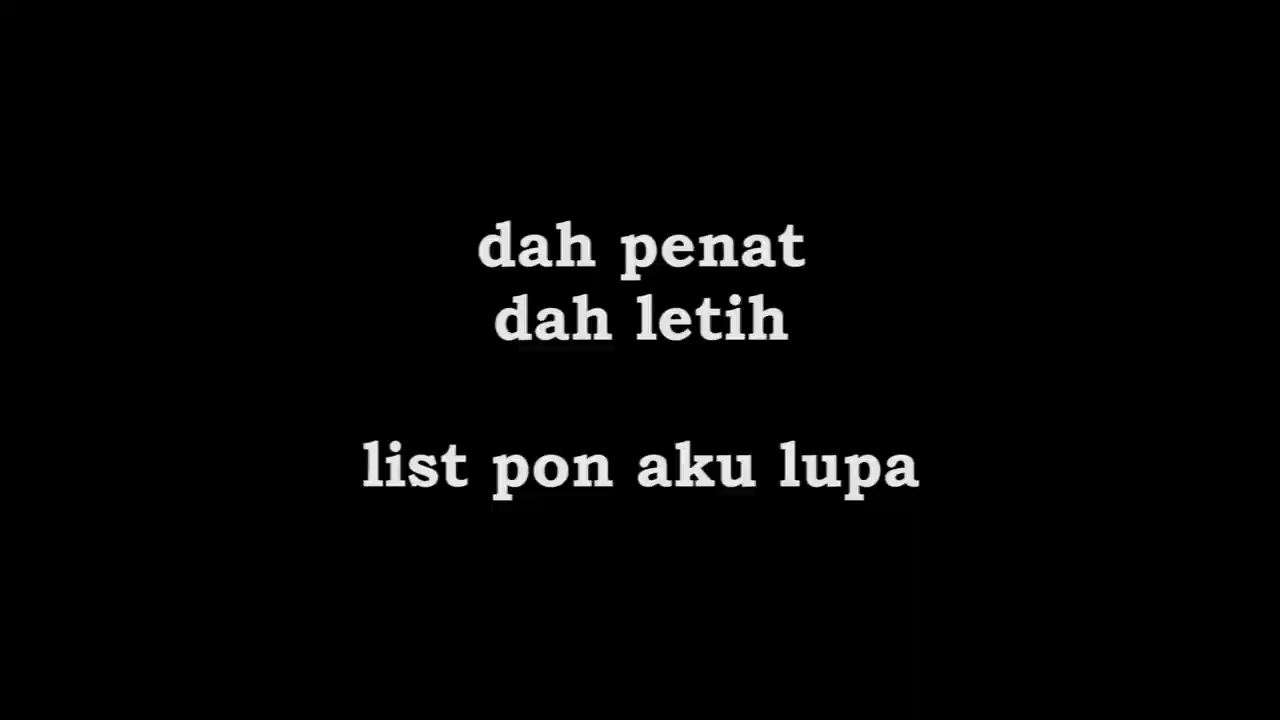 dah penat
dah letih
list pon aku lupa